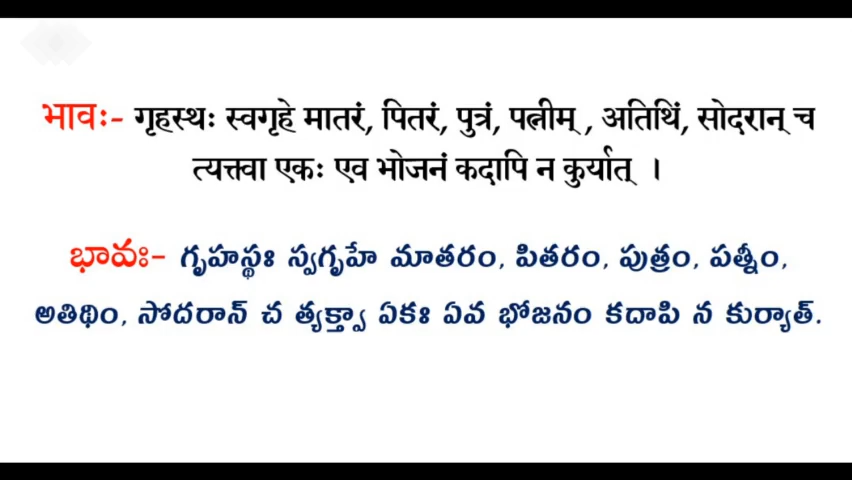 भावः- गृहस्थः स्वगृहे मातरं, पितरं, पुत्रं, पत्नीम् , अतिथिं, सोदरान् च
त्यक्तवा एकः एव भोजनं कदापि न कुर्यात् ।
భావః- గృహస్థః స్వగృహే మాతరం, పితరం, పుత్రం, పత్నీం,
అతిథిం, సోదరాన్ చ త్యక్త్వా ఏకః ఏవ భోజనం కదాపి న కుర్యాత్.